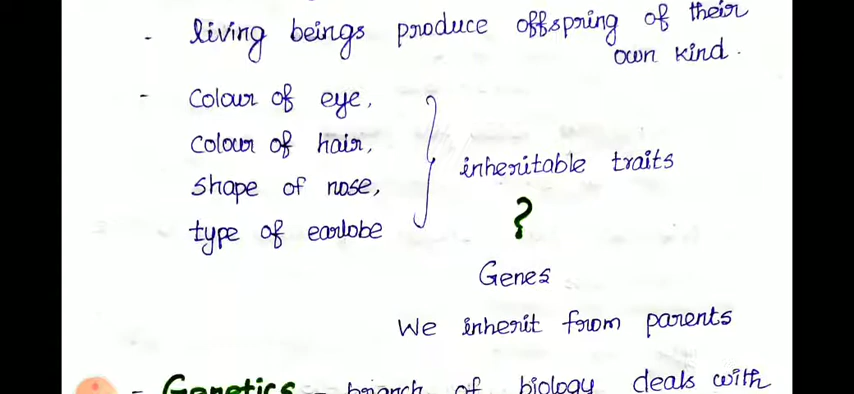 - living beings produce offspring of their
own kind.
- Colour of eye,
Colour of hair,
Shape of nose,
type of earlobe
} inheritable traits
?
Genes
We inherit from parents
- Genetics - branch of biology deals with